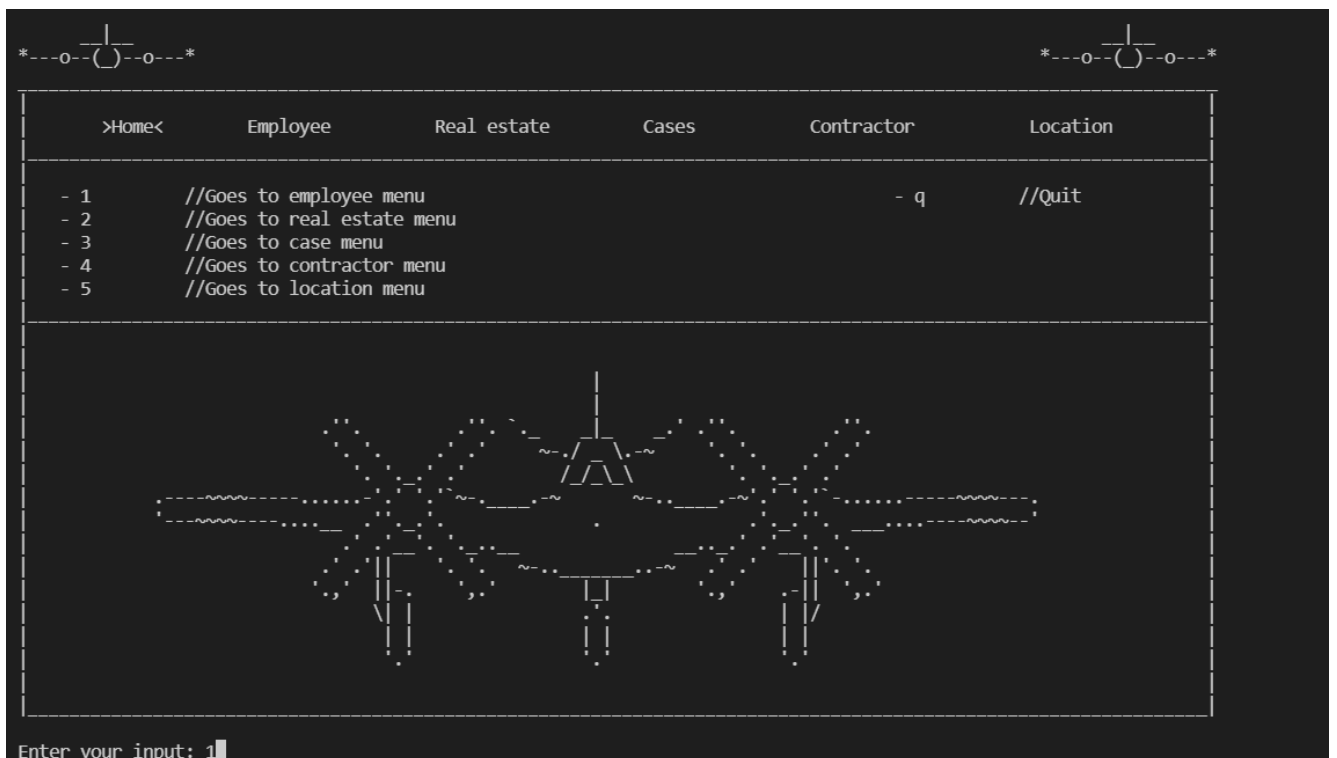 >Home< Employee Real estate Cases Contractor Location
- 1 //Goes to employee menu - q //Quit
- 2 //Goes to real estate menu
- 3 //Goes to case menu
- 4 //Goes to contractor menu
- 5 //Goes to location menu
Enter your input: 1